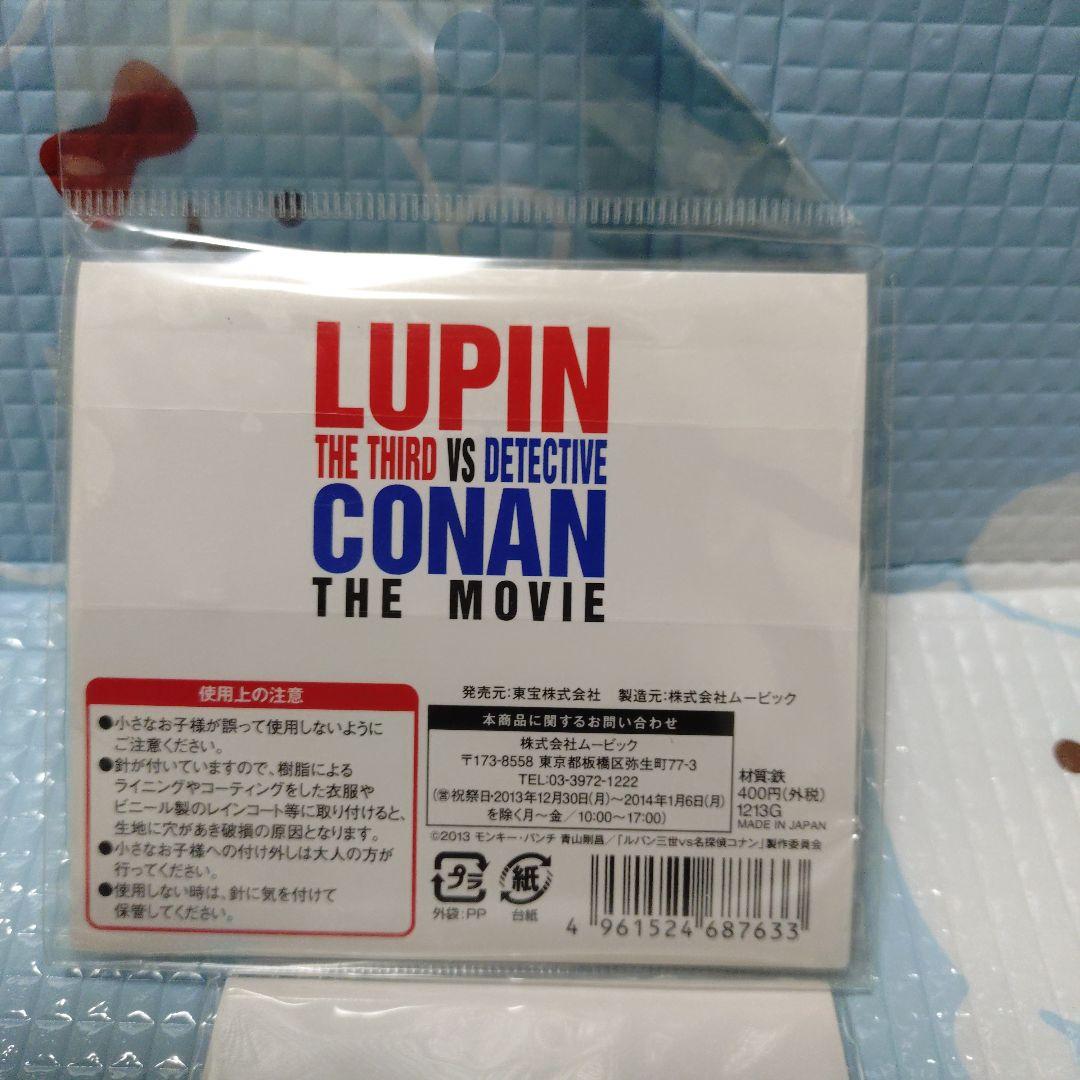 LUPIN
THE THIRD VS DETECTIVE
CONAN
THE MOVIE
使用上の注意
●小さなお子様が誤って使用しないように
ご注意ください。
●針が付いていますので、樹脂による
ライニングやコーティングをした衣服や
ビニール製のレインコート等に取り付けると、
生地に穴があき破損の原因となります。
●小さなお子様への付け外しは大人の方が
行ってください。
●使用しない時は、針に気を付けて
保管してください。
発売元:東宝株式会社 製造元:株式会社ムービック
本商品に関するお問い合わせ
株式会社ムービック
〒173-8558 東京都板橋区弥生町77-3
TEL:03-3972-1222
(㊡祝祭日・2013年12月30日(月)～2014年1月6日(月)
を除く月～金／10:00～17:00)
材質:鉄
400円(外税)
1213G
MADE IN JAPAN
©2013 モンキー・パンチ 青山剛昌／「ルパン三世vs名探偵コナン」製作委員会
プラ
外袋:PP
紙
台紙
4 961524 687633